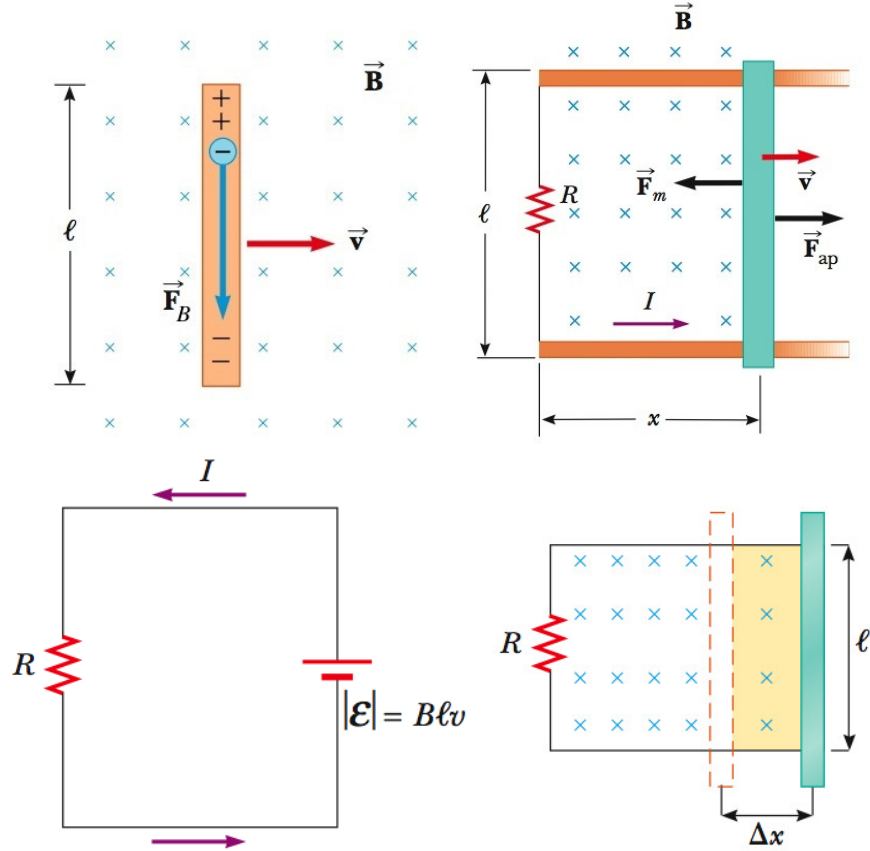 B
+
+
−
ℓ
v
F_B
−
−
B
ℓ
R
F_m
v
F_ap
I
x
I
R
|ε| = Bℓv
R
ℓ
Δx